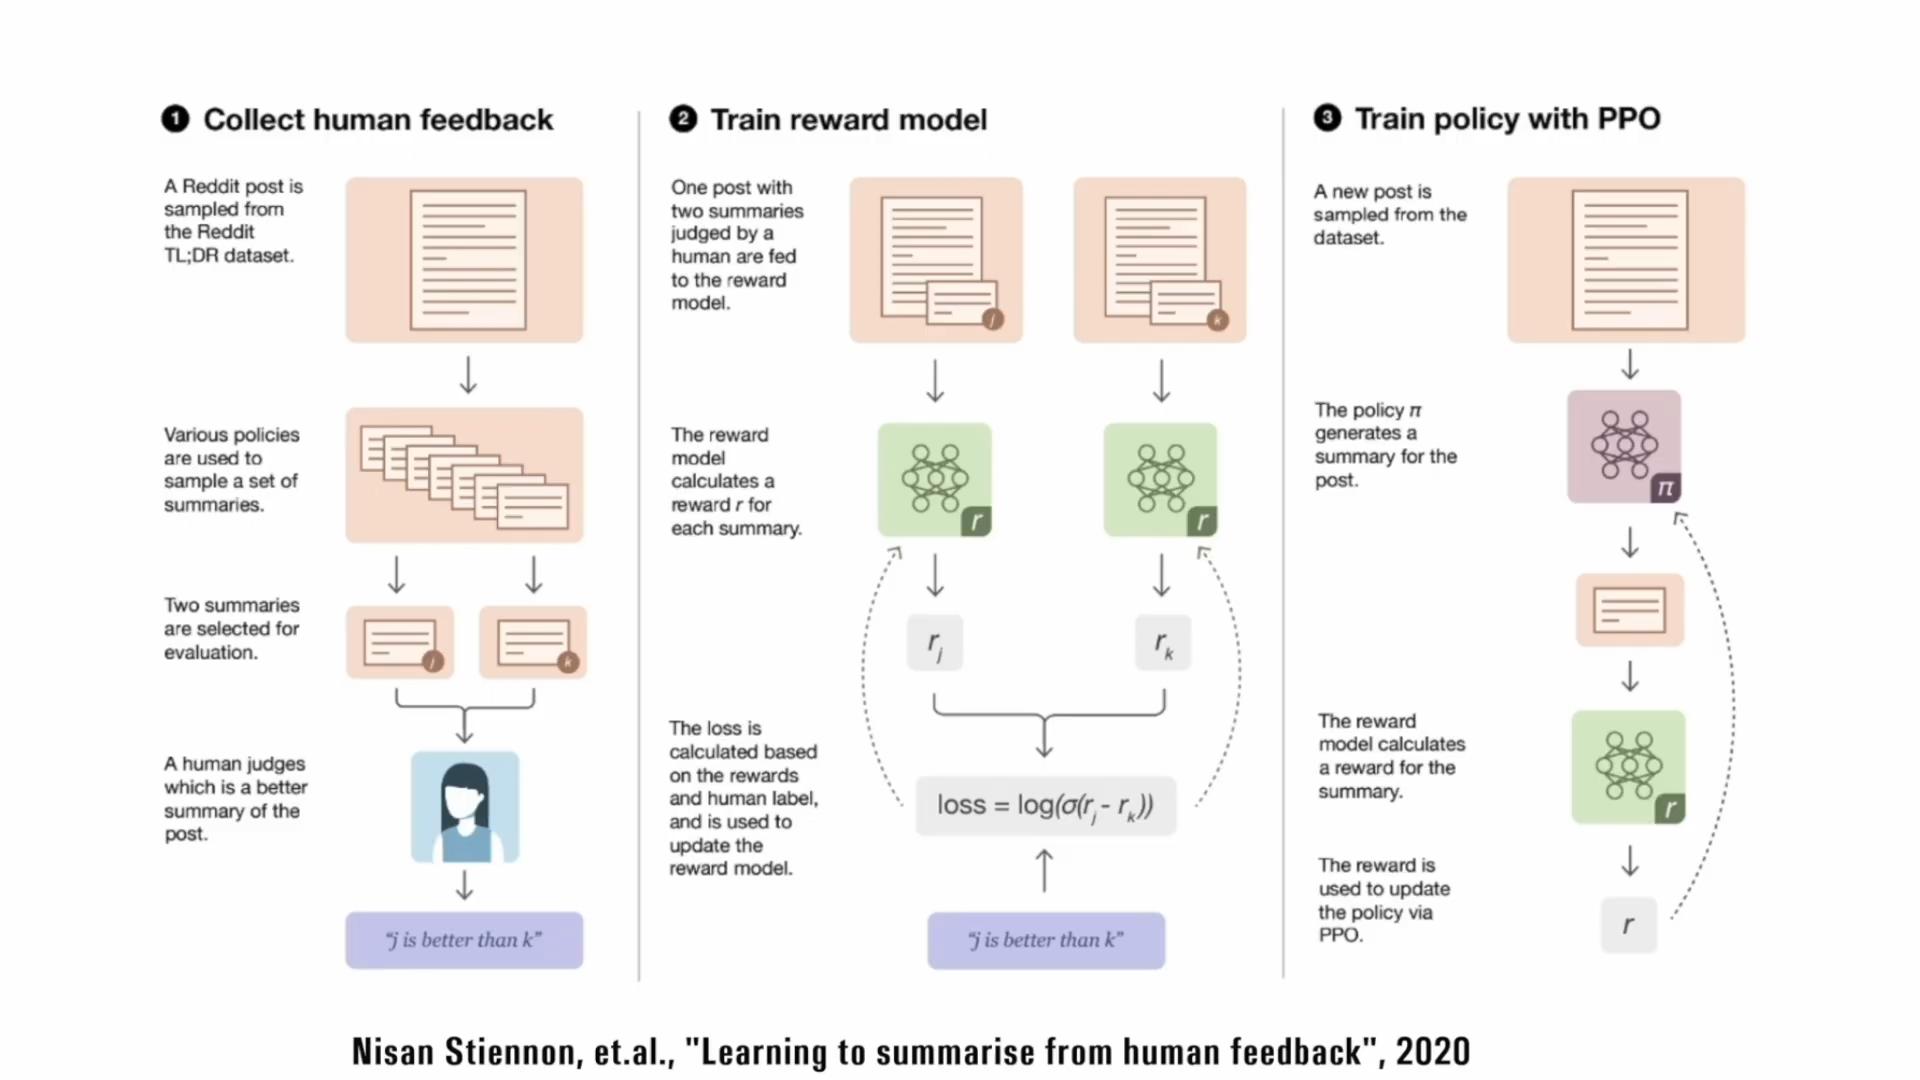 1 Collect human feedback
A Reddit post is
sampled from
the Reddit
TL;DR dataset.
Various policies
are used to
sample a set of
summaries.
Two summaries
are selected for
evaluation.
j
k
A human judges
which is a better
summary of the
post.
"j is better than k"
2 Train reward model
One post with
two summaries
judged by a
human are fed
to the reward
model.
j
k
The reward
model
calculates a
reward r for
each summary.
r
r
rj
rk
The loss is
calculated based
on the rewards
and human label,
and is used to
update the
reward model.
loss = log(σ(rj - rk))
"j is better than k"
3 Train policy with PPO
A new post is
sampled from the
dataset.
The policy π
generates a
summary for the
post.
π
The reward
model calculates
a reward for the
summary.
r
The reward is
used to update
the policy via
PPO.
r
Nisan Stiennon, et.al., "Learning to summarise from human feedback", 2020